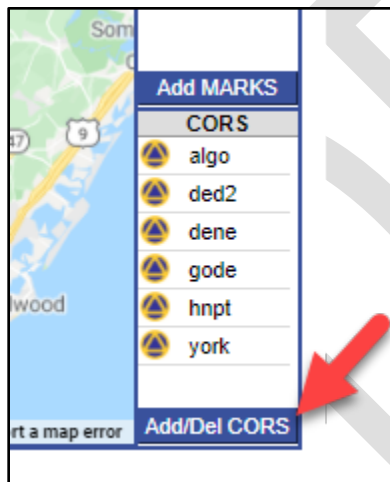 Som
Add MARKS
CORS
9
47
algo
ded2
dene
gode
lwood
hnpt
york
rt a map error
Add/Del CORS